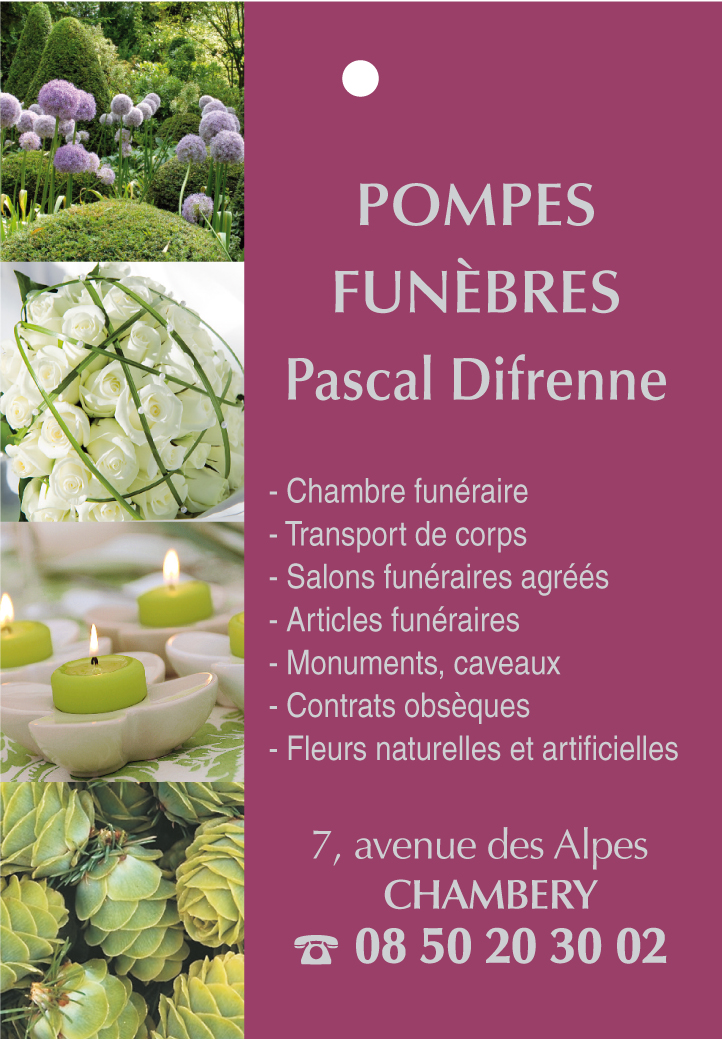 POMPES
FUNÈBRES
Pascal Difrenne
- Chambre funéraire
- Transport de corps
- Salons funéraires agréés
- Articles funéraires
- Monuments, caveaux
- Contrats obsèques
- Fleurs naturelles et artificielles
7, avenue des Alpes
CHAMBERY
☎ 08 50 20 30 02